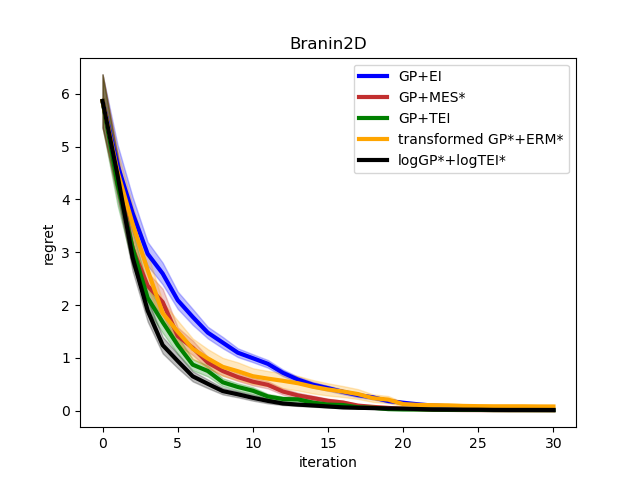 Branin2D
GP+EI
GP+MES*
GP+TEI
transformed GP*+ERM*
logGP*+logTEI*
regret
6
5
4
3
2
1
0
0 5 10 15 20 25 30
iteration